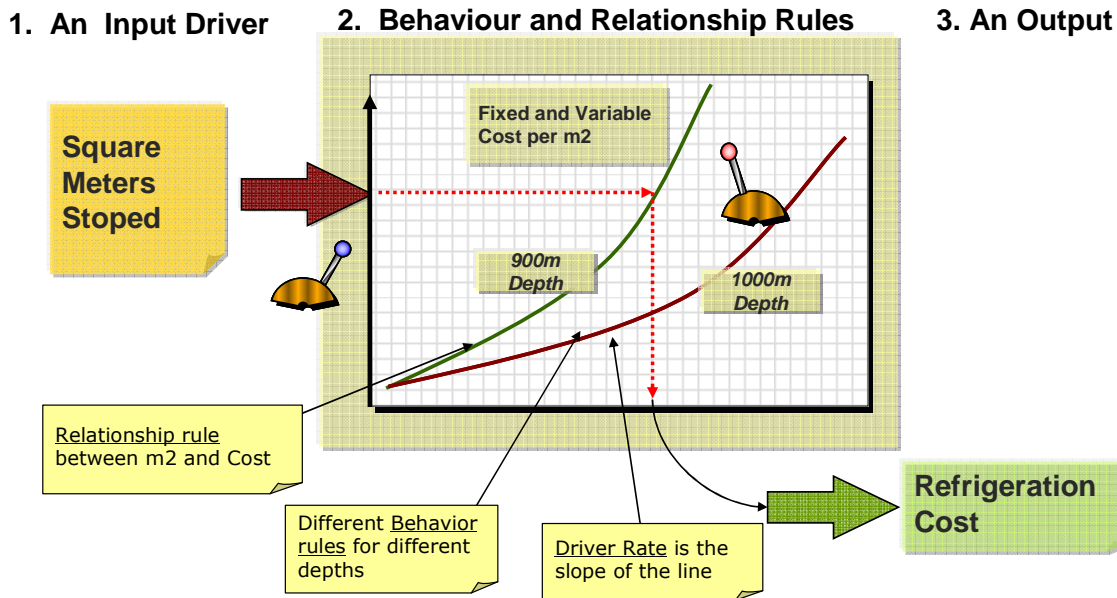 1. An Input Driver
2. Behaviour and Relationship Rules
3. An Output
Square
Meters
Stoped
Fixed and Variable
Cost per m2
900m
Depth
1000m
Depth
Relationship rule
between m2 and Cost
Different Behavior
rules for different
depths
Driver Rate is the
slope of the line
Refrigeration
Cost